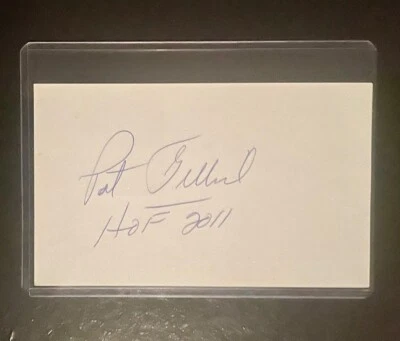 Pat Gillick
HOF 2011